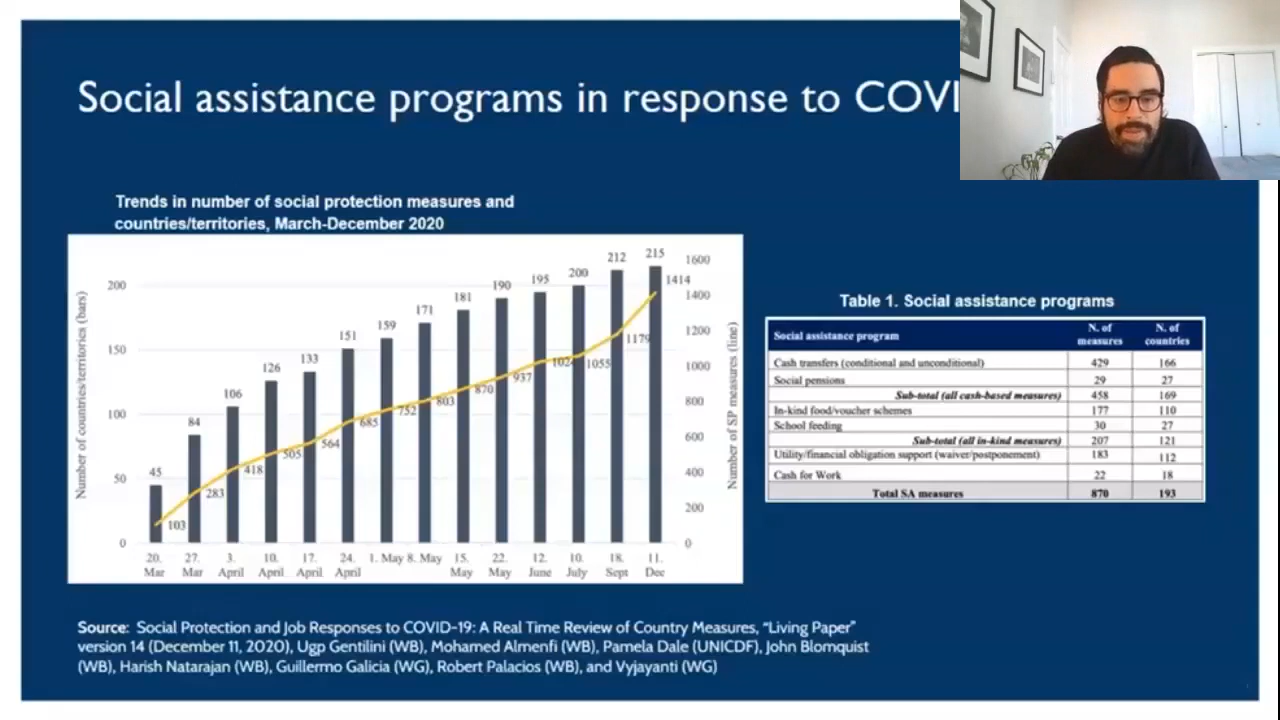 Social assistance programs in response to COVI
Trends in number of social protection measures and
countries/territories, March-December 2020
Number of countries/territories (bars)
200
150
100
50
0
45
84
106
126
133
151
159
171
181
190
195
200
212
215
103
283
418
505
564
685
752
803
870
937
1024
1055
1179
1414
1600
1400
1200
1000
800
600
400
200
0
Number of SP measures (line)
20. 27. 3. 10. 17. 24. 1. May 8. May 15. 22. 12. 10. 18. 11.
Mar Mar April April April April May May June July Sept Dec
Table 1. Social assistance programs
Social assistance program N. of measures N. of countries
Cash transfers (conditional and unconditional) 429 166
Social pensions 29 27
Sub-total (all cash-based measures) 458 169
In-kind food/voucher schemes 177 110
School feeding 30 27
Sub-total (all in-kind measures) 207 121
Utility/financial obligation support (waiver/postponement) 183 112
Cash for Work 22 18
Total SA measures 870 193
Source: Social Protection and Job Responses to COVID-19: A Real Time Review of Country Measures, “Living Paper”
version 14 (December 11, 2020), Ugp Gentilini (WB), Mohamed Almenfi (WB), Pamela Dale (UNICDF), John Blomquist
(WB), Harish Natarajan (WB), Guillermo Galicia (WG), Robert Palacios (WB), and Vyjayanti (WG)